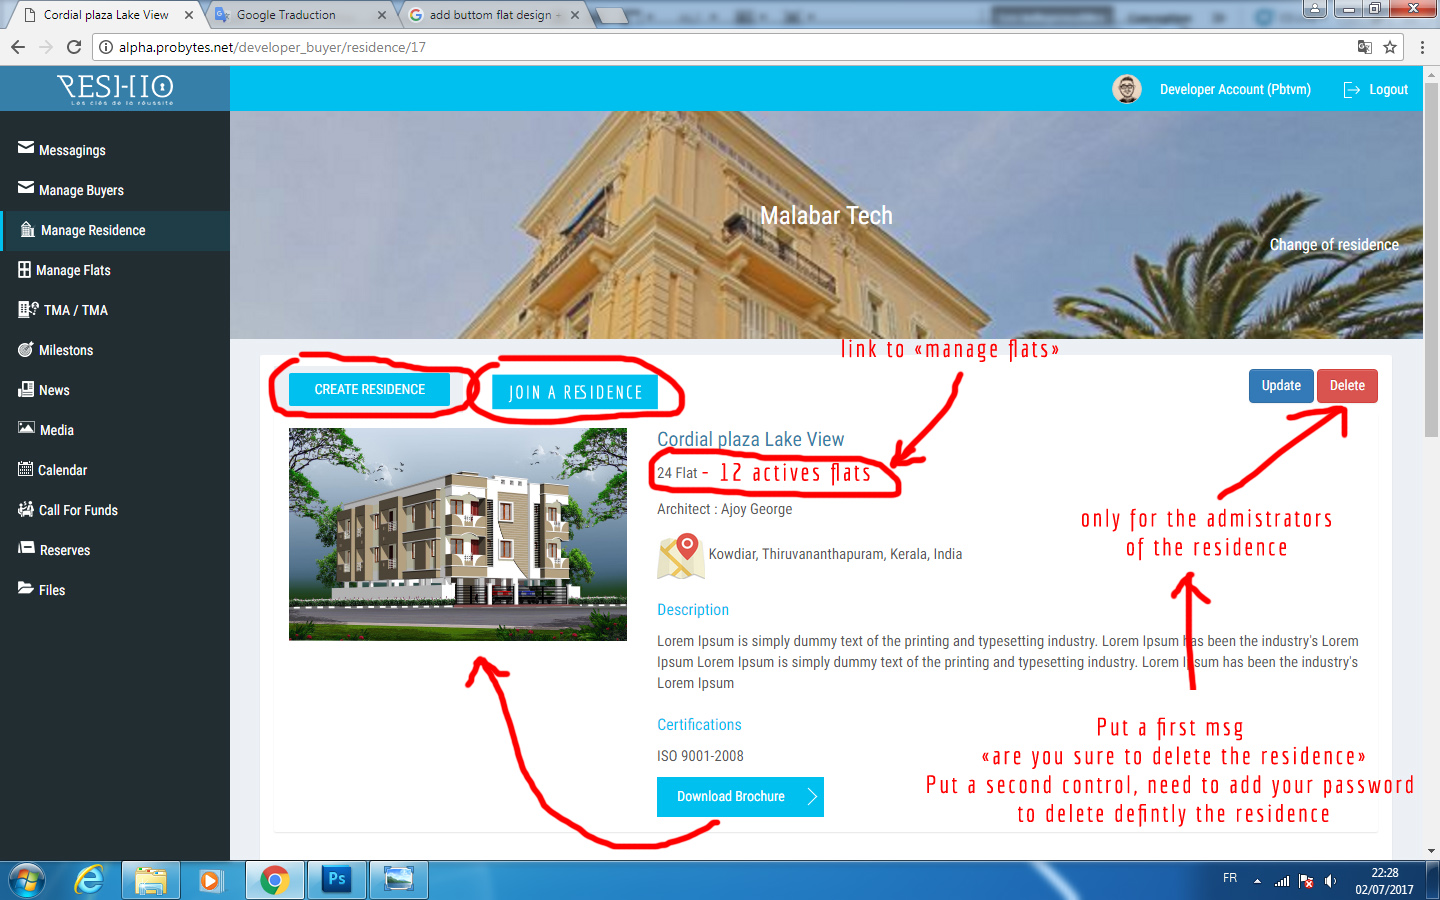 Cordial plaza Lake View
Google Traduction
add buttom flat design -
alpha.probytes.net/developer_buyer/residence/17
RESHIO
Les clés de la réussite
Developer Account (Pbtvm)
Logout
Messagings
Manage Buyers
Manage Residence
Manage Flats
TMA / TMA
Milestons
News
Media
Calendar
Call For Funds
Reserves
Files
Malabar Tech
Change of residence
link to «manage flats»
CREATE RESIDENCE
JOIN A RESIDENCE
Update
Delete
Cordial plaza Lake View
24 Flat - 12 actives flats
Architect : Ajoy George
Kowdiar, Thiruvananthapuram, Kerala, India
only for the admistrators
of the residence
Description
Lorem Ipsum is simply dummy text of the printing and typesetting industry. Lorem Ipsum has been the industry's Lorem
Ipsum Lorem Ipsum is simply dummy text of the printing and typesetting industry. Lorem Ipsum has been the industry's
Lorem Ipsum
Certifications
ISO 9001-2008
Download Brochure
Put a first msg
«are you sure to delete the residence»
Put a second control, need to add your password
to delete defintly the residence
Ps
FR
22:28
02/07/2017